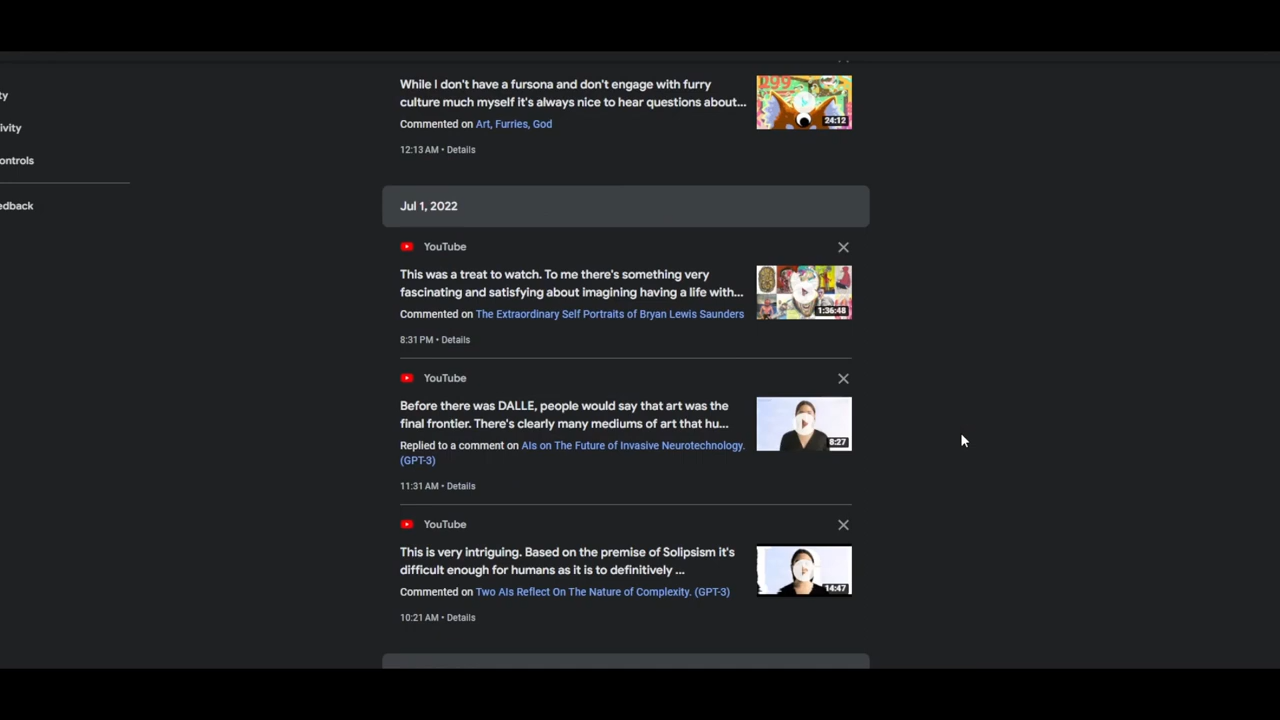 While I don't have a fursona and don't engage with furry
culture much myself it's always nice to hear questions about...
Commented on Art, Furries, God
24:12
12:13 AM • Details
ty
ivity
ontrols
edback
Jul 1, 2022
YouTube
This was a treat to watch. To me there's something very
fascinating and satisfying about imagining having a life with...
Commented on The Extraordinary Self Portraits of Bryan Lewis Saunders
1:36:48
8:31 PM • Details
YouTube
Before there was DALLE, people would say that art was the
final frontier. There's clearly many mediums of art that hu...
Replied to a comment on AIs on The Future of Invasive Neurotechnology.
(GPT-3)
8:27
11:31 AM • Details
YouTube
This is very intriguing. Based on the premise of Solipsism it's
difficult enough for humans as it is to definitively ...
Commented on Two AIs Reflect On The Nature of Complexity. (GPT-3)
14:47
10:21 AM • Details